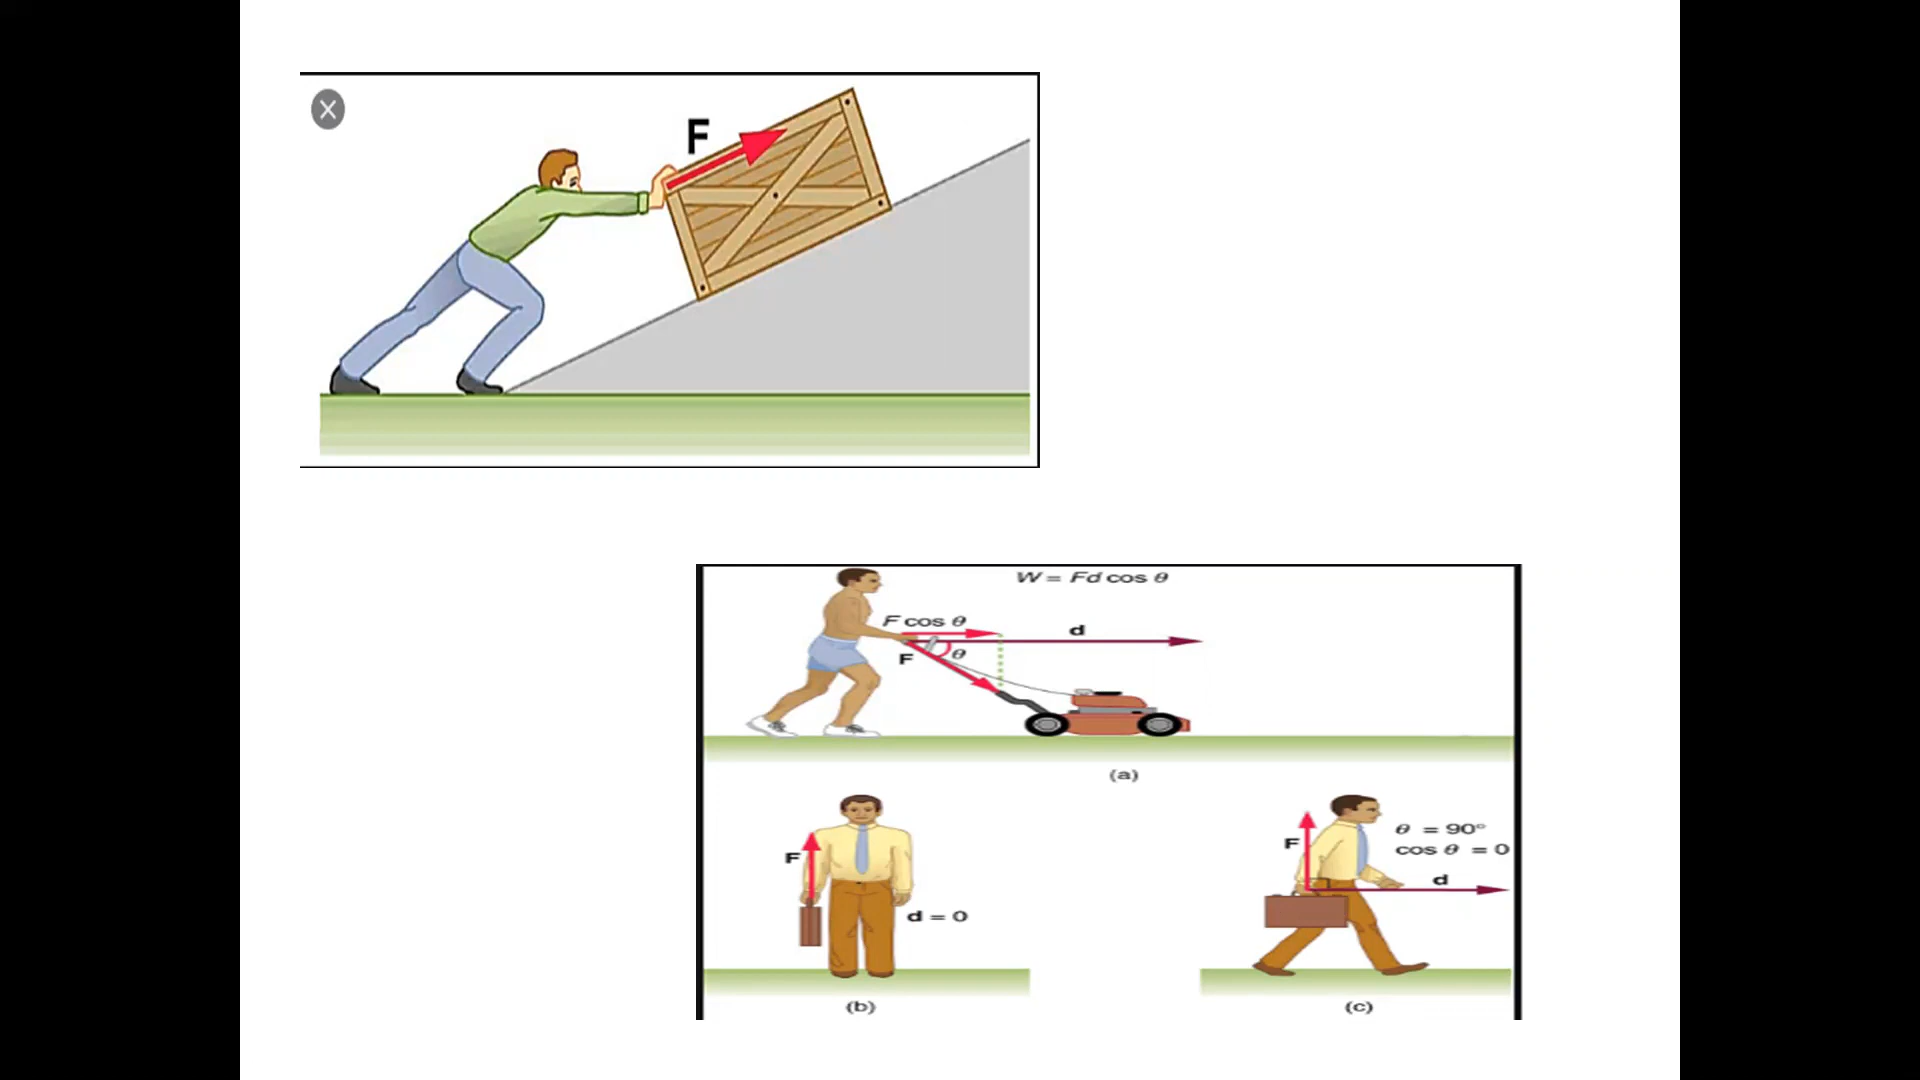 F
W = Fd cos θ
F cos θ
d
F
θ
(a)
F
d = 0
(b)
F
θ = 90°
cos θ = 0
d
(c)